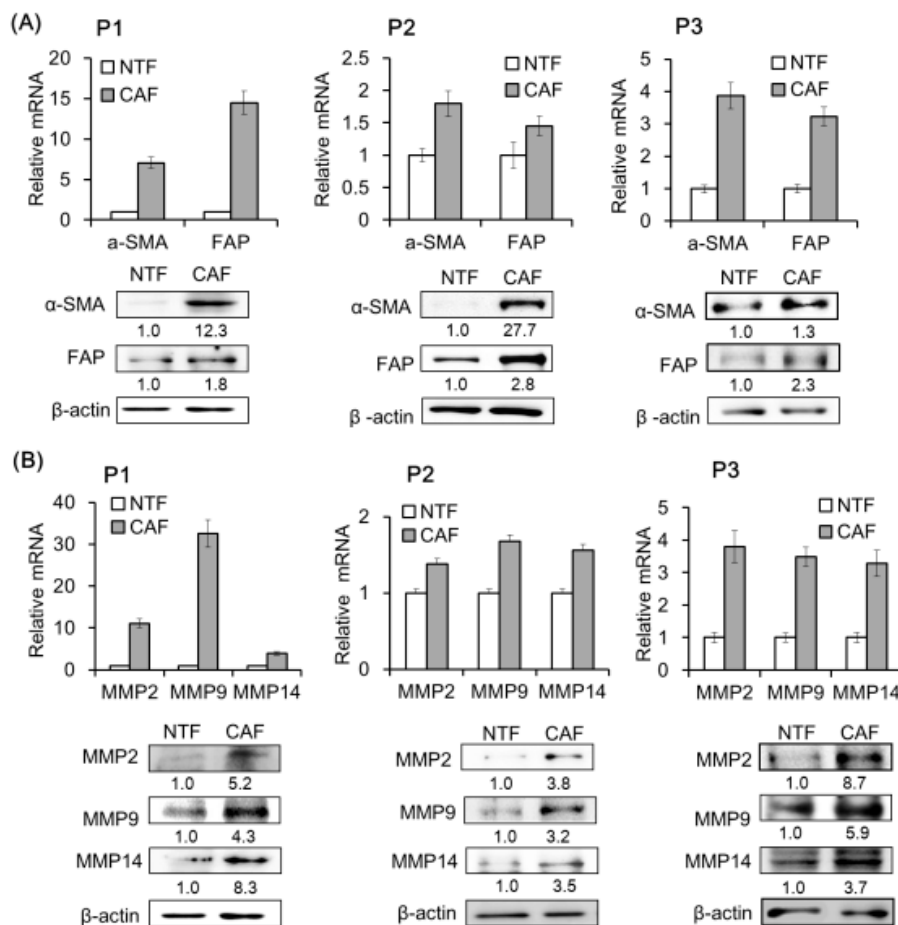 (A)
P1 P2 P3
Relative mRNA
20
15
10
5
0
NTF
CAF
a-SMA FAP
Relative mRNA
2.5
2
1.5
1
0.5
0
NTF
CAF
a-SMA FAP
Relative mRNA
5
4
3
2
1
0
NTF
CAF
a-SMA FAP
NTF CAF
α-SMA
1.0 12.3
FAP
1.0 1.8
β-actin
NTF CAF
α-SMA
1.0 27.7
FAP
1.0 2.8
β -actin
NTF CAF
α-SMA
1.0 1.3
FAP
1.0 2.3
β -actin
(B)
P1 P2 P3
Relative mRNA
40
30
20
10
0
NTF
CAF
MMP2 MMP9 MMP14
Relative mRNA
2
1
0
NTF
CAF
MMP2 MMP9 MMP14
Relative mRNA
5
4
3
2
1
0
NTF
CAF
MMP2 MMP9 MMP14
NTF CAF
MMP2
1.0 5.2
MMP9
1.0 4.3
MMP14
1.0 8.3
β-actin
NTF CAF
MMP2
1.0 3.8
MMP9
1.0 3.2
MMP14
1.0 3.5
β-actin
NTF CAF
MMP2
1.0 8.7
MMP9
1.0 5.9
MMP14
1.0 3.7
β-actin